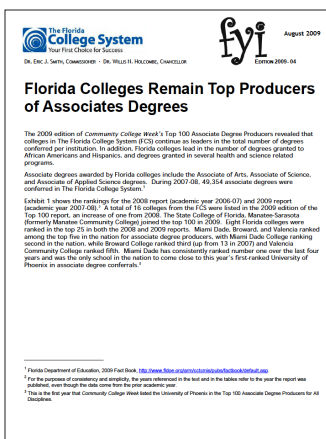 The Florida
College System
Your First Choice for Success
DR. ERIC J. SMITH, COMMISSIONER • DR. WILLIS H. HOLCOMBE, CHANCELLOR
fyi
August 2009
EDITION 2009-04
Florida Colleges Remain Top Producers
of Associates Degrees
The 2009 edition of Community College Week's Top 100 Associate Degree Producers revealed that
colleges in The Florida College System (FCS) continue as leaders in the total number of degrees
conferred per institution. In addition, Florida colleges lead in the number of degrees granted to
African Americans and Hispanics, and degrees granted in several health and science related
programs.
Associate degrees awarded by Florida colleges include the Associate of Arts, Associate of Science,
and Associate of Applied Science degrees. During 2007-08, 49,354 associate degrees were
conferred in The Florida College System.1
Exhibit 1 shows the rankings for the 2008 report (academic year 2006-07) and 2009 report
(academic year 2007-08).2 A total of 16 colleges from the FCS were listed in the 2009 edition of the
Top 100 report, an increase of one from 2008. The State College of Florida, Manatee-Sarasota
(formerly Manatee Community College) joined the top 100 in 2009. Eight Florida colleges were
ranked in the top 25 in both the 2008 and 2009 reports. Miami Dade, Broward, and Valencia ranked
among the top five in the nation for associate degree producers, with Miami Dade College ranking
second in the nation, while Broward College ranked third (up from 13 in 2007) and Valencia
Community College ranked fifth. Miami Dade has consistently ranked number one over the last four
years and was the only school in the nation to come close to this year's first-ranked University of
Phoenix in associate degree conferrals.3
1 Florida Department of Education, 2009 Fact Book, http://www.fldoe.org/arm/cctcmis/pubs/factbook/default.asp.
2 For the purposes of consistency and simplicity, the years referenced in the text and in the tables refer to the year the report was
published, even though the data come from the prior academic year.
3 This is the first year that Community College Week listed the University of Phoenix in the Top 100 Associate Degree Producers for All
Disciplines.